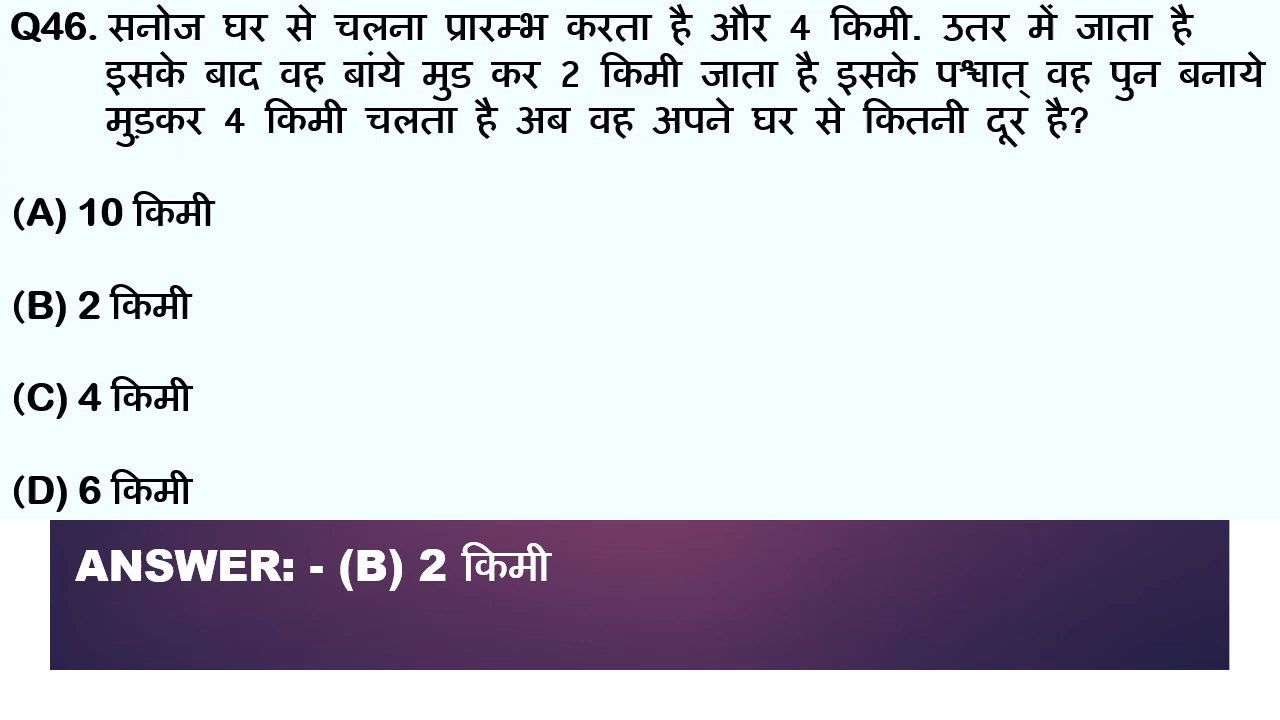 Q46. सनोज घर से चलना प्रारम्भ करता है और 4 किमी. उतर में जाता है
इसके बाद वह बांये मुड कर 2 किमी जाता है इसके पश्चात् वह पुन बनाये
मुड़कर 4 किमी चलता है अब वह अपने घर से कितनी दूर है?
(A) 10 किमी
(B) 2 किमी
(C) 4 किमी
(D) 6 किमी
ANSWER: - (B) 2 किमी